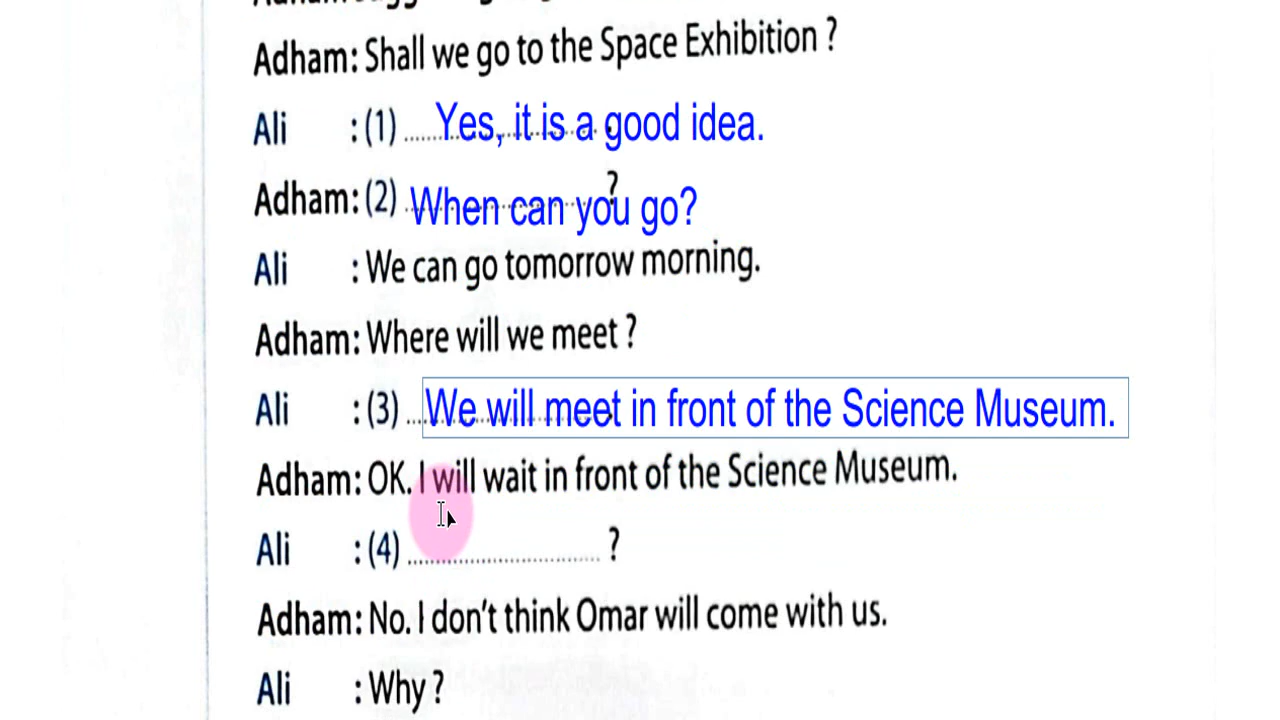 Adham: Shall we go to the Space Exhibition ?
Ali : (1) ........ Yes, it is a good idea.
Adham: (2) ........ When can you go? ?
Ali : We can go tomorrow morning.
Adham: Where will we meet ?
Ali : (3) ........ We will meet in front of the Science Museum.
Adham: OK. I will wait in front of the Science Museum.
Ali : (4) ................................ ?
Adham: No. I don't think Omar will come with us.
Ali : Why ?